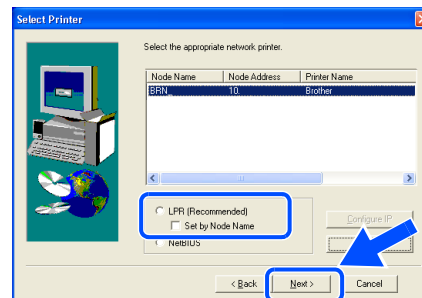 Select Printer
Select the appropriate network printer.
Node Name Node Address Printer Name
BRN_ 10. Brother
LPR (Recommended)
Set by Node Name
NetBIOS
Configure IP
< Back Next > Cancel